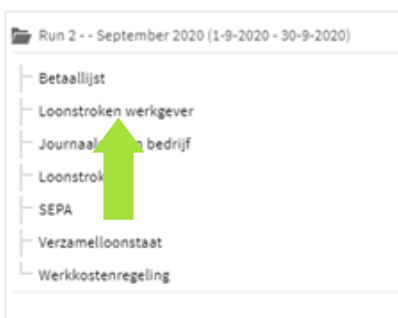 Run 2 - - September 2020 (1-9-2020 - 30-9-2020)
Betaallijst
Loonstroken werkgever
bedrijf
SEPA
Verzamelloonstaat
Werkkostenregeling